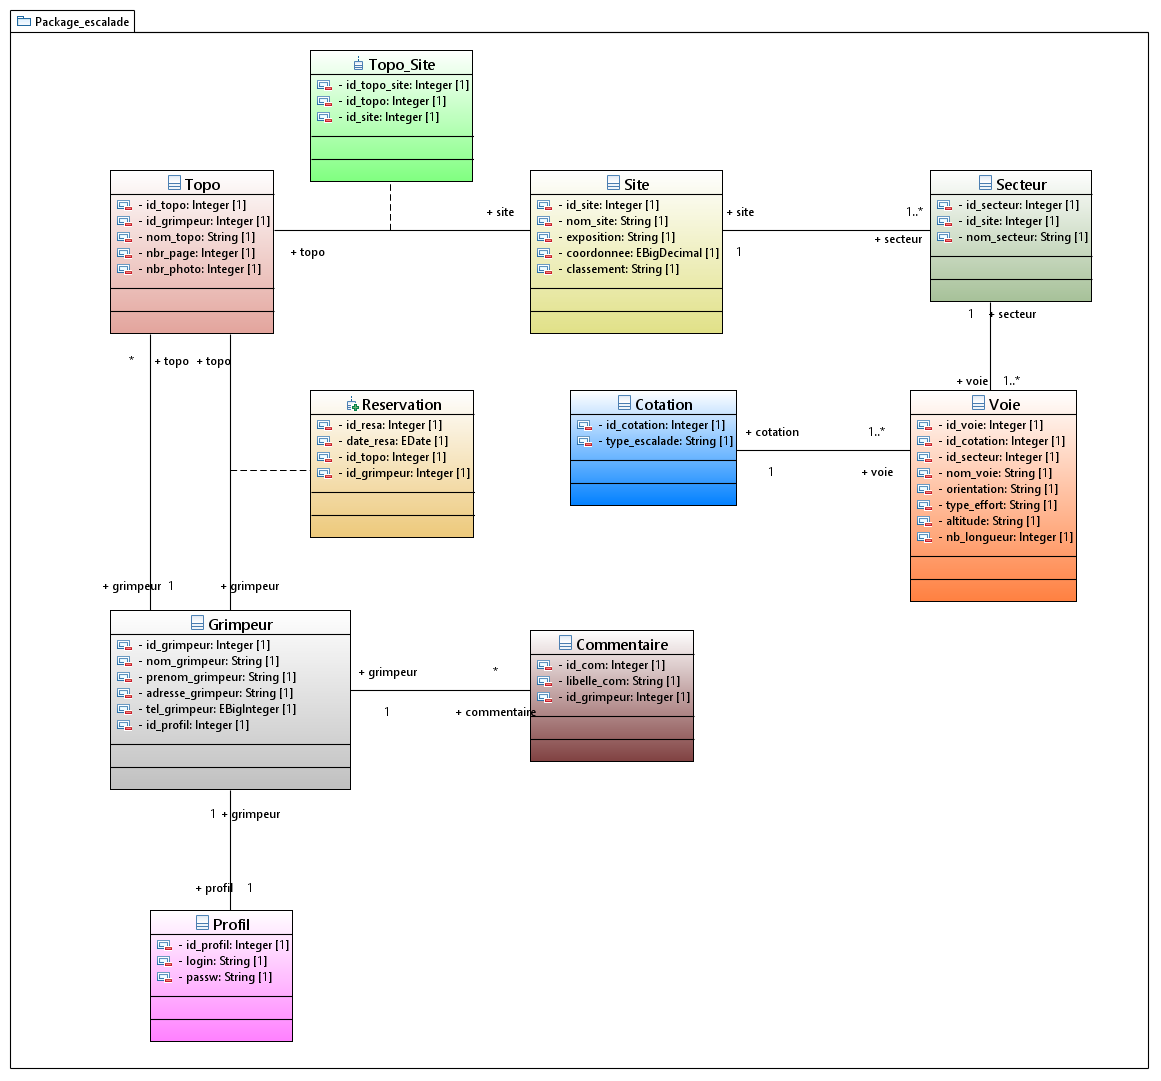 Package_escalade
Topo_Site
- id_topo_site: Integer [1]
- id_topo: Integer [1]
- id_site: Integer [1]
Topo
- id_topo: Integer [1]
- id_grimpeur: Integer [1]
- nom_topo: String [1]
- nbr_page: Integer [1]
- nbr_photo: Integer [1]
+ site
+ topo
Site
- id_site: Integer [1]
- nom_site: String [1]
- exposition: String [1]
- coordonnee: EBigDecimal [1]
- classement: String [1]
+ site
1
1..*
+ secteur
Secteur
- id_secteur: Integer [1]
- id_site: Integer [1]
- nom_secteur: String [1]
1
+ secteur
+ voie
1..*
*
+ topo
+ topo
Reservation
- id_resa: Integer [1]
- date_resa: EDate [1]
- id_topo: Integer [1]
- id_grimpeur: Integer [1]
Cotation
- id_cotation: Integer [1]
- type_escalade: String [1]
+ cotation
1
1..*
+ voie
Voie
- id_voie: Integer [1]
- id_cotation: Integer [1]
- id_secteur: Integer [1]
- nom_voie: String [1]
- orientation: String [1]
- type_effort: String [1]
- altitude: String [1]
- nb_longueur: Integer [1]
+ grimpeur
1
+ grimpeur
Grimpeur
- id_grimpeur: Integer [1]
- nom_grimpeur: String [1]
- prenom_grimpeur: String [1]
- adresse_grimpeur: String [1]
- tel_grimpeur: EBigInteger [1]
- id_profil: Integer [1]
+ grimpeur
1
*
+ commentaire
Commentaire
- id_com: Integer [1]
- libelle_com: String [1]
- id_grimpeur: Integer [1]
1
+ grimpeur
+ profil
1
Profil
- id_profil: Integer [1]
- login: String [1]
- passw: String [1]